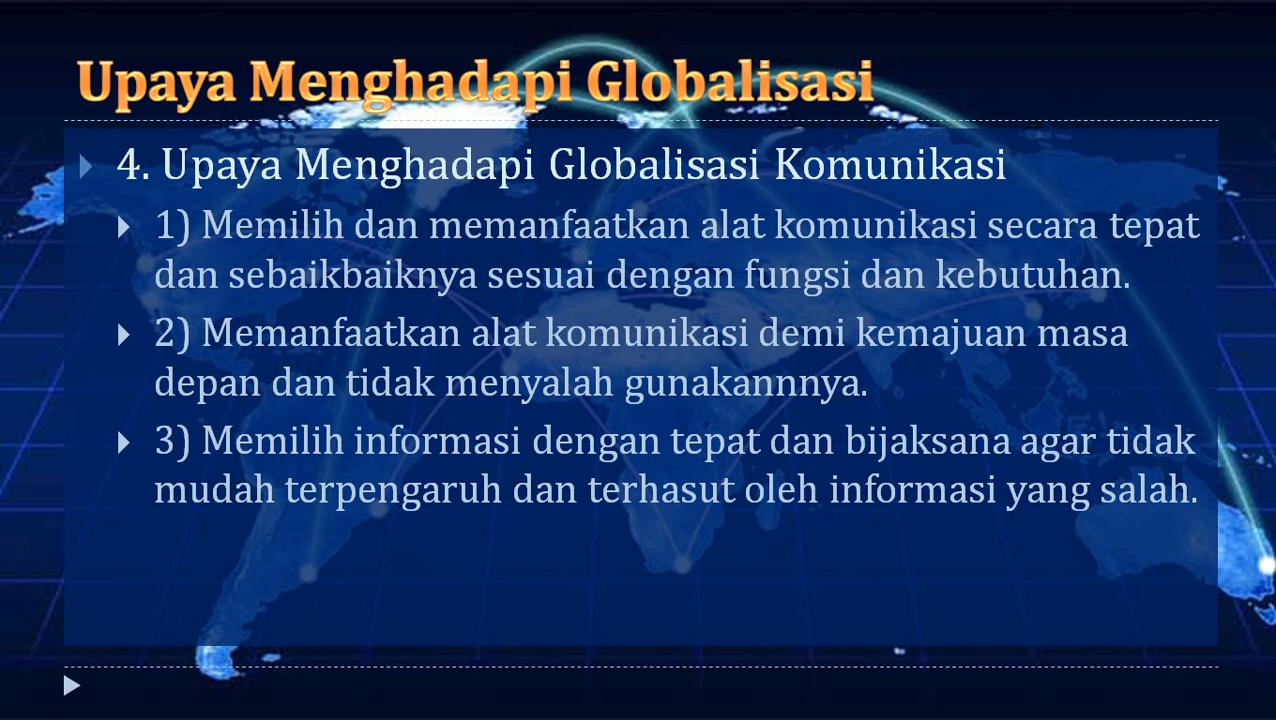 Upaya Menghadapi Globalisasi
4. Upaya Menghadapi Globalisasi Komunikasi
1) Memilih dan memanfaatkan alat komunikasi secara tepat
dan sebaikbaiknya sesuai dengan fungsi dan kebutuhan.
2) Memanfaatkan alat komunikasi demi kemajuan masa
depan dan tidak menyalah gunakannnya.
3) Memilih informasi dengan tepat dan bijaksana agar tidak
mudah terpengaruh dan terhasut oleh informasi yang salah.